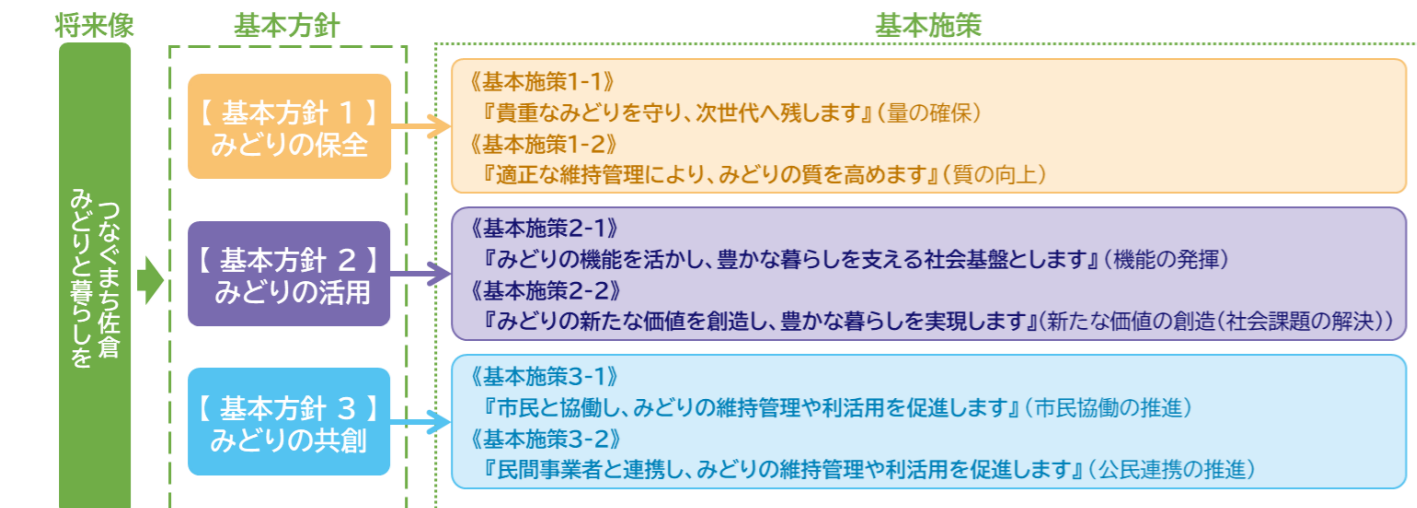 将来像
基本方針
基本施策
みどりと暮らしを
つなぐまち佐倉
【 基本方針 1 】
みどりの保全
《基本施策1-1》
『貴重なみどりを守り、次世代へ残します』(量の確保)
《基本施策1-2》
『適正な維持管理により、みどりの質を高めます』(質の向上)
【 基本方針 2 】
みどりの活用
《基本施策2-1》
『みどりの機能を活かし、豊かな暮らしを支える社会基盤とします』(機能の発揮)
《基本施策2-2》
『みどりの新たな価値を創造し、豊かな暮らしを実現します』(新たな価値の創造(社会課題の解決))
【 基本方針 3 】
みどりの共創
《基本施策3-1》
『市民と協働し、みどりの維持管理や利活用を促進します』(市民協働の推進)
《基本施策3-2》
『民間事業者と連携し、みどりの維持管理や利活用を促進します』(公民連携の推進)